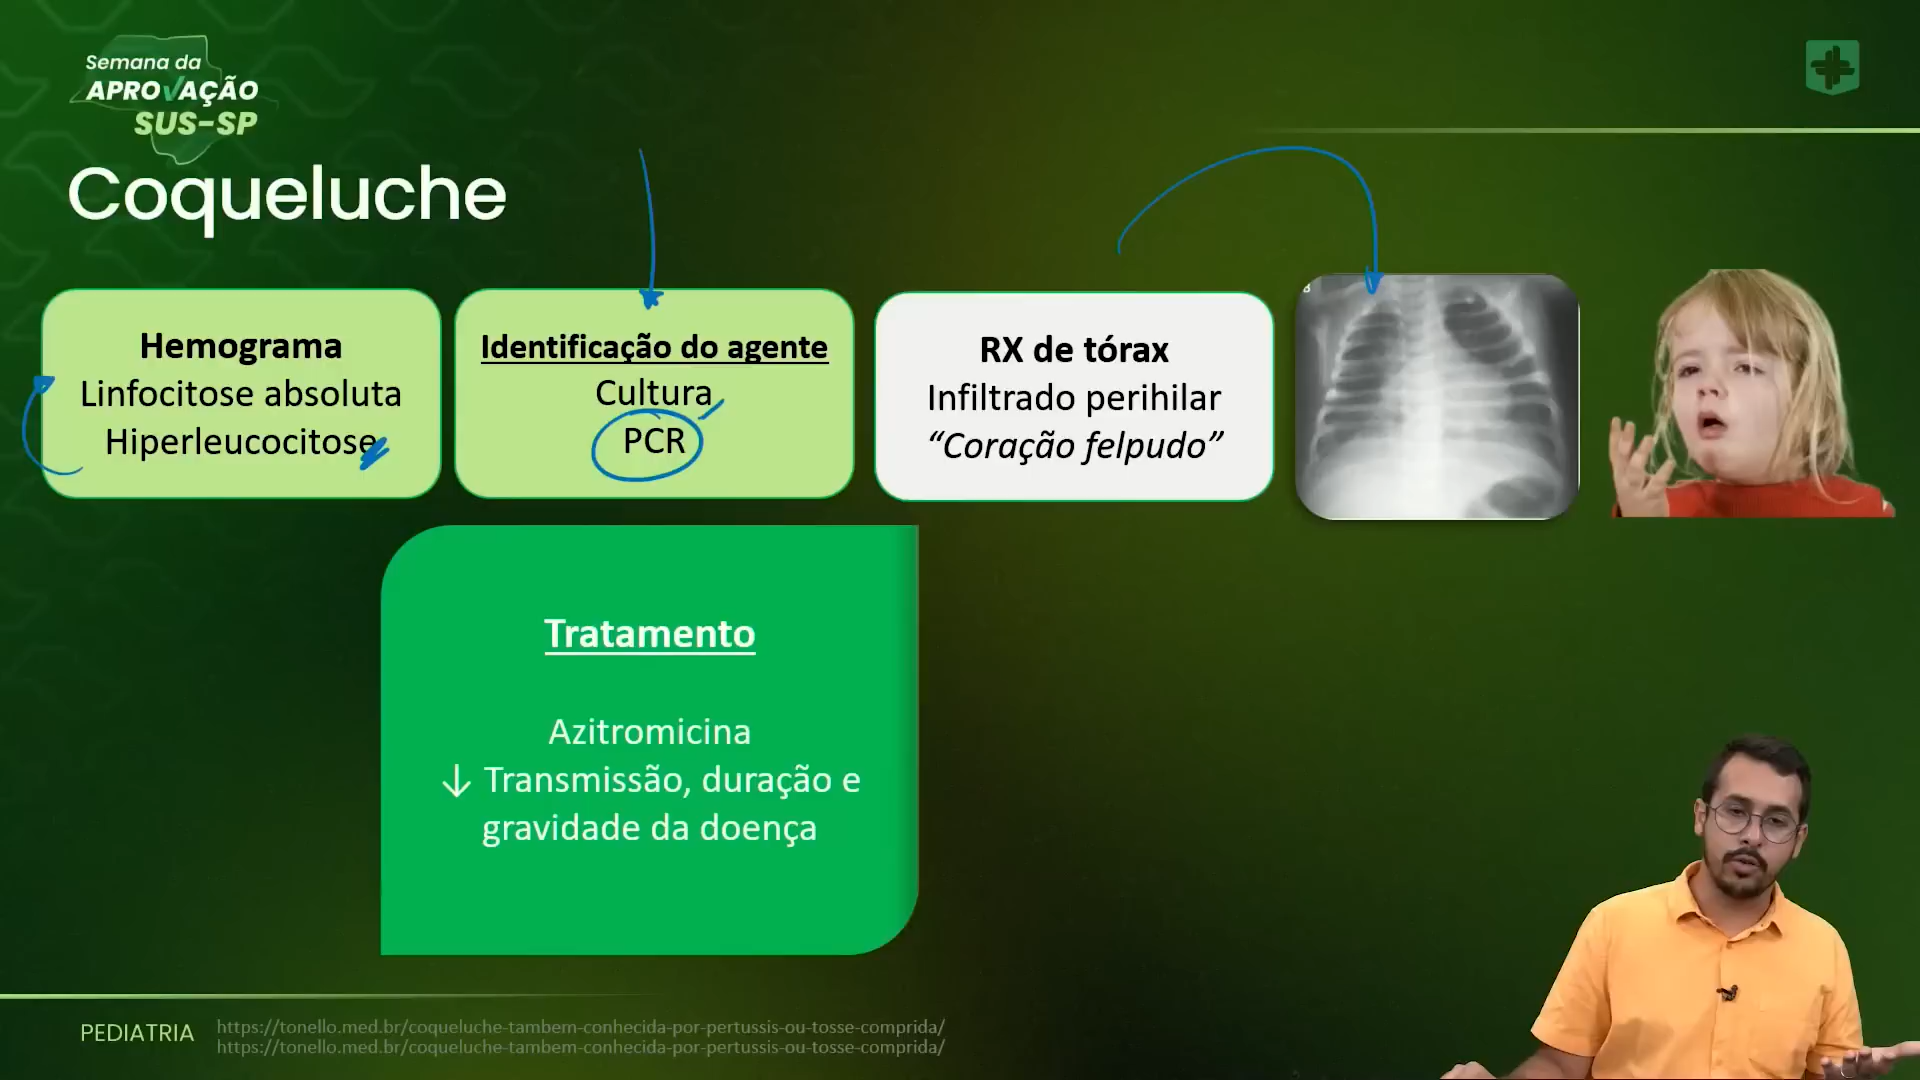 Semana da
APROVAÇÃO
SUS-SP
Coqueluche
Hemograma
Linfocitose absoluta
Hiperleucocitose
Identificação do agente
Cultura
PCR
RX de tórax
Infiltrado perihilar
“Coração felpudo”
Tratamento
Azitromicina
↓ Transmissão, duração e
gravidade da doença
PEDIATRIA
https://tonello.med.br/coqueluche-tambem-conhecida-por-pertussis-ou-tosse-comprida/
https://tonello.med.br/coqueluche-tambem-conhecida-por-pertussis-ou-tosse-comprida/